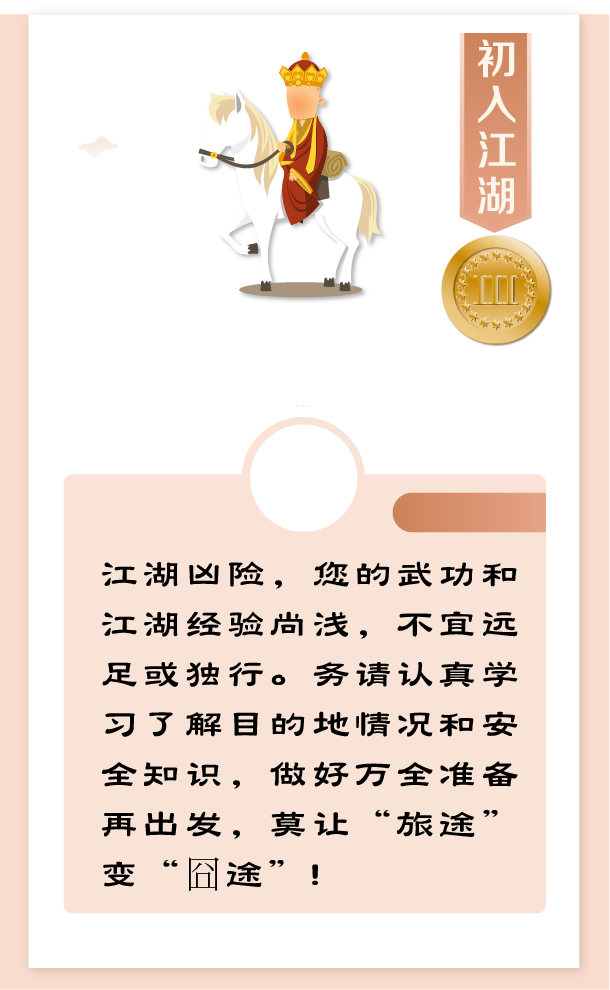 初入江湖
III
江湖凶险，您的武功和
江湖经验尚浅，不宜远
足或独行。务请认真学
习了解目的地情况和安
全知识，做好万全准备
再出发，莫让“旅途”
变“囧途”！